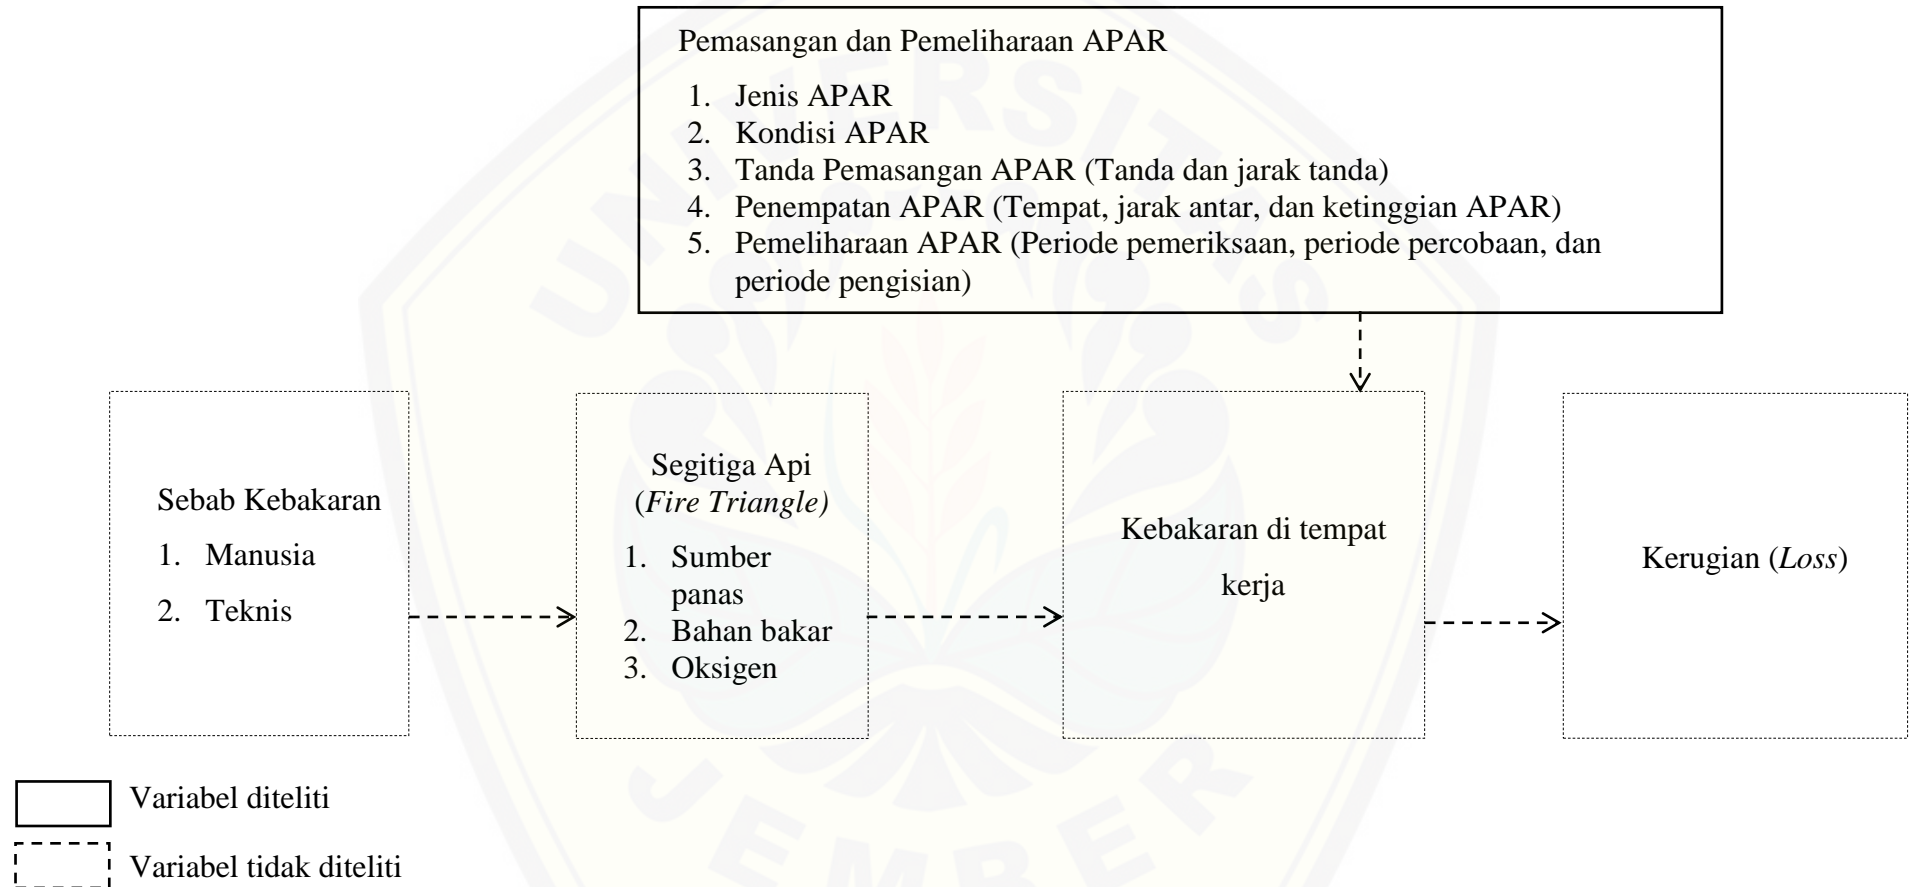 Pemasangan dan Pemeliharaan APAR
1. Jenis APAR
2. Kondisi APAR
3. Tanda Pemasangan APAR (Tanda dan jarak tanda)
4. Penempatan APAR (Tempat, jarak antar, dan ketinggian APAR)
5. Pemeliharaan APAR (Periode pemeriksaan, periode percobaan, dan
periode pengisian)
Sebab Kebakaran
1. Manusia
2. Teknis
Segitiga Api
(Fire Triangle)
1. Sumber
panas
2. Bahan bakar
3. Oksigen
Kebakaran di tempat
kerja
Kerugian (Loss)
Variabel diteliti
Variabel tidak diteliti
UNIVERSITAS
JEMBER